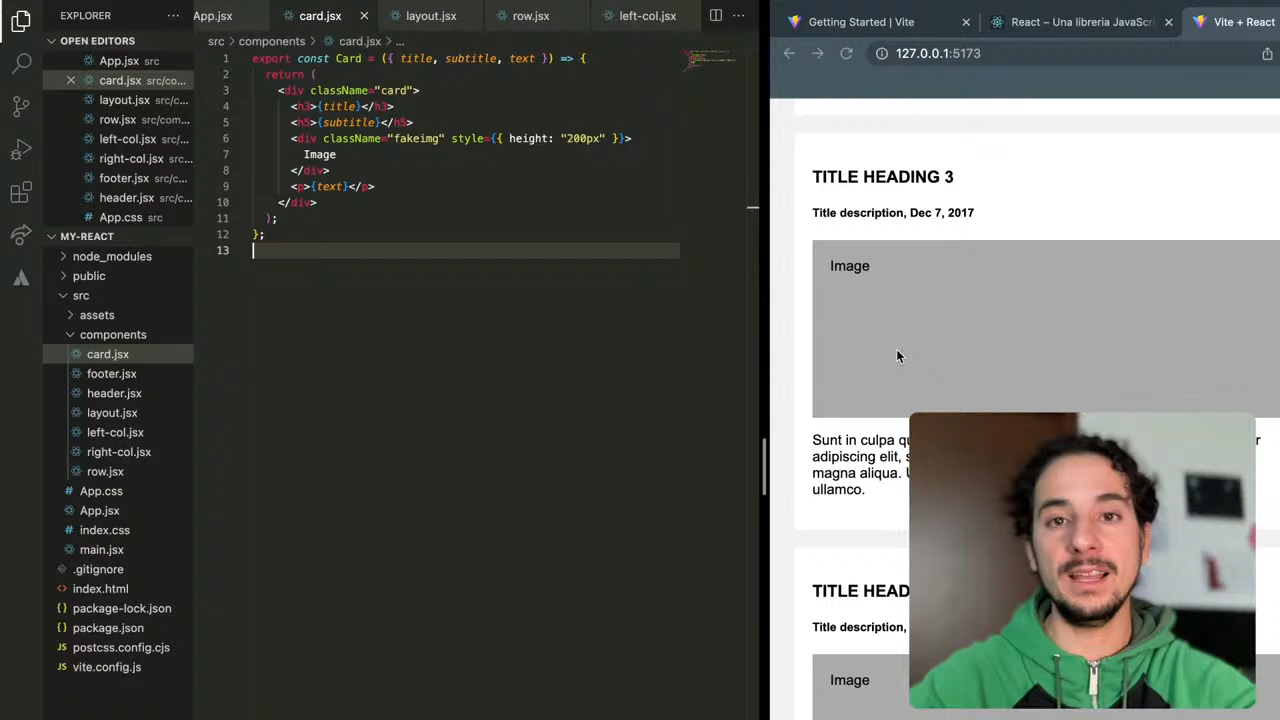 EXPLORER
OPEN EDITORS
App.jsx src
card.jsx src/co...
layout.jsx src/c...
row.jsx src/com...
left-col.jsx src/...
right-col.jsx src/...
footer.jsx src/c...
header.jsx src/c...
App.css src
MY-REACT
node_modules
public
src
assets
components
card.jsx
footer.jsx
header.jsx
layout.jsx
left-col.jsx
right-col.jsx
row.jsx
App.css
App.jsx
index.css
main.jsx
.gitignore
index.html
package-lock.json
package.json
postcss.config.cjs
vite.config.js
App.jsx card.jsx layout.jsx row.jsx left-col.jsx
src > components > card.jsx > ...
1 export const Card = ({ title, subtitle, text }) => {
2 return (
3 <div className="card">
4 <h3>{title}</h3>
5 <h5>{subtitle}</h5>
6 <div className="fakeimg" style={{ height: "200px" }}>
7 Image
8 </div>
9 <p>{text}</p>
10 </div>
11 );
12 };
13
Getting Started | Vite React – Una libreria JavaScri Vite + React
127.0.0.1:5173
TITLE HEADING 3
Title description, Dec 7, 2017
Image
Sunt in culpa
adipiscing elit,
magna aliqua.
ullamco.
TITLE HEAD
Title description,
Image